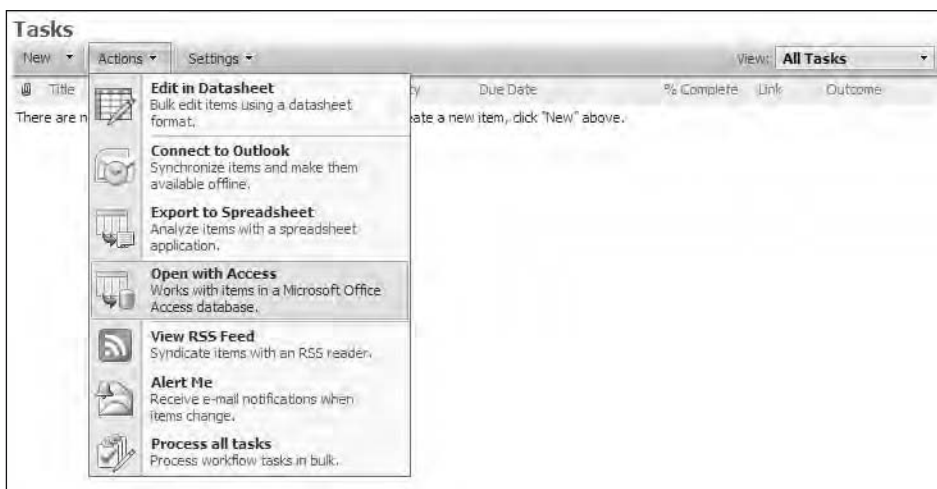 Tasks
New Actions Settings View: All Tasks
Title Due Date % Complete Link Outcome
There are n eate a new item, click "New" above.
Edit in Datasheet
Bulk edit items using a datasheet
format.
Connect to Outlook
Synchronize items and make them
available offline.
Export to Spreadsheet
Analyze items with a spreadsheet
application.
Open with Access
Works with items in a Microsoft Office
Access database.
View RSS Feed
Syndicate items with an RSS reader.
Alert Me
Receive e-mail notifications when
items change.
Process all tasks
Process workflow tasks in bulk.